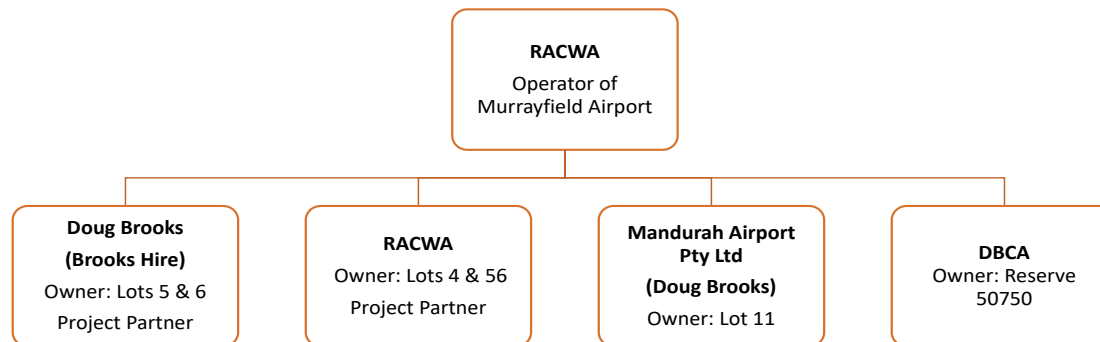 RACWA
Operator of
Murrayfield Airport
Doug Brooks
(Brooks Hire)
Owner: Lots 5 & 6
Project Partner
RACWA
Owner: Lots 4 & 56
Project Partner
Mandurah Airport
Pty Ltd
(Doug Brooks)
Owner: Lot 11
DBCA
Owner: Reserve
50750